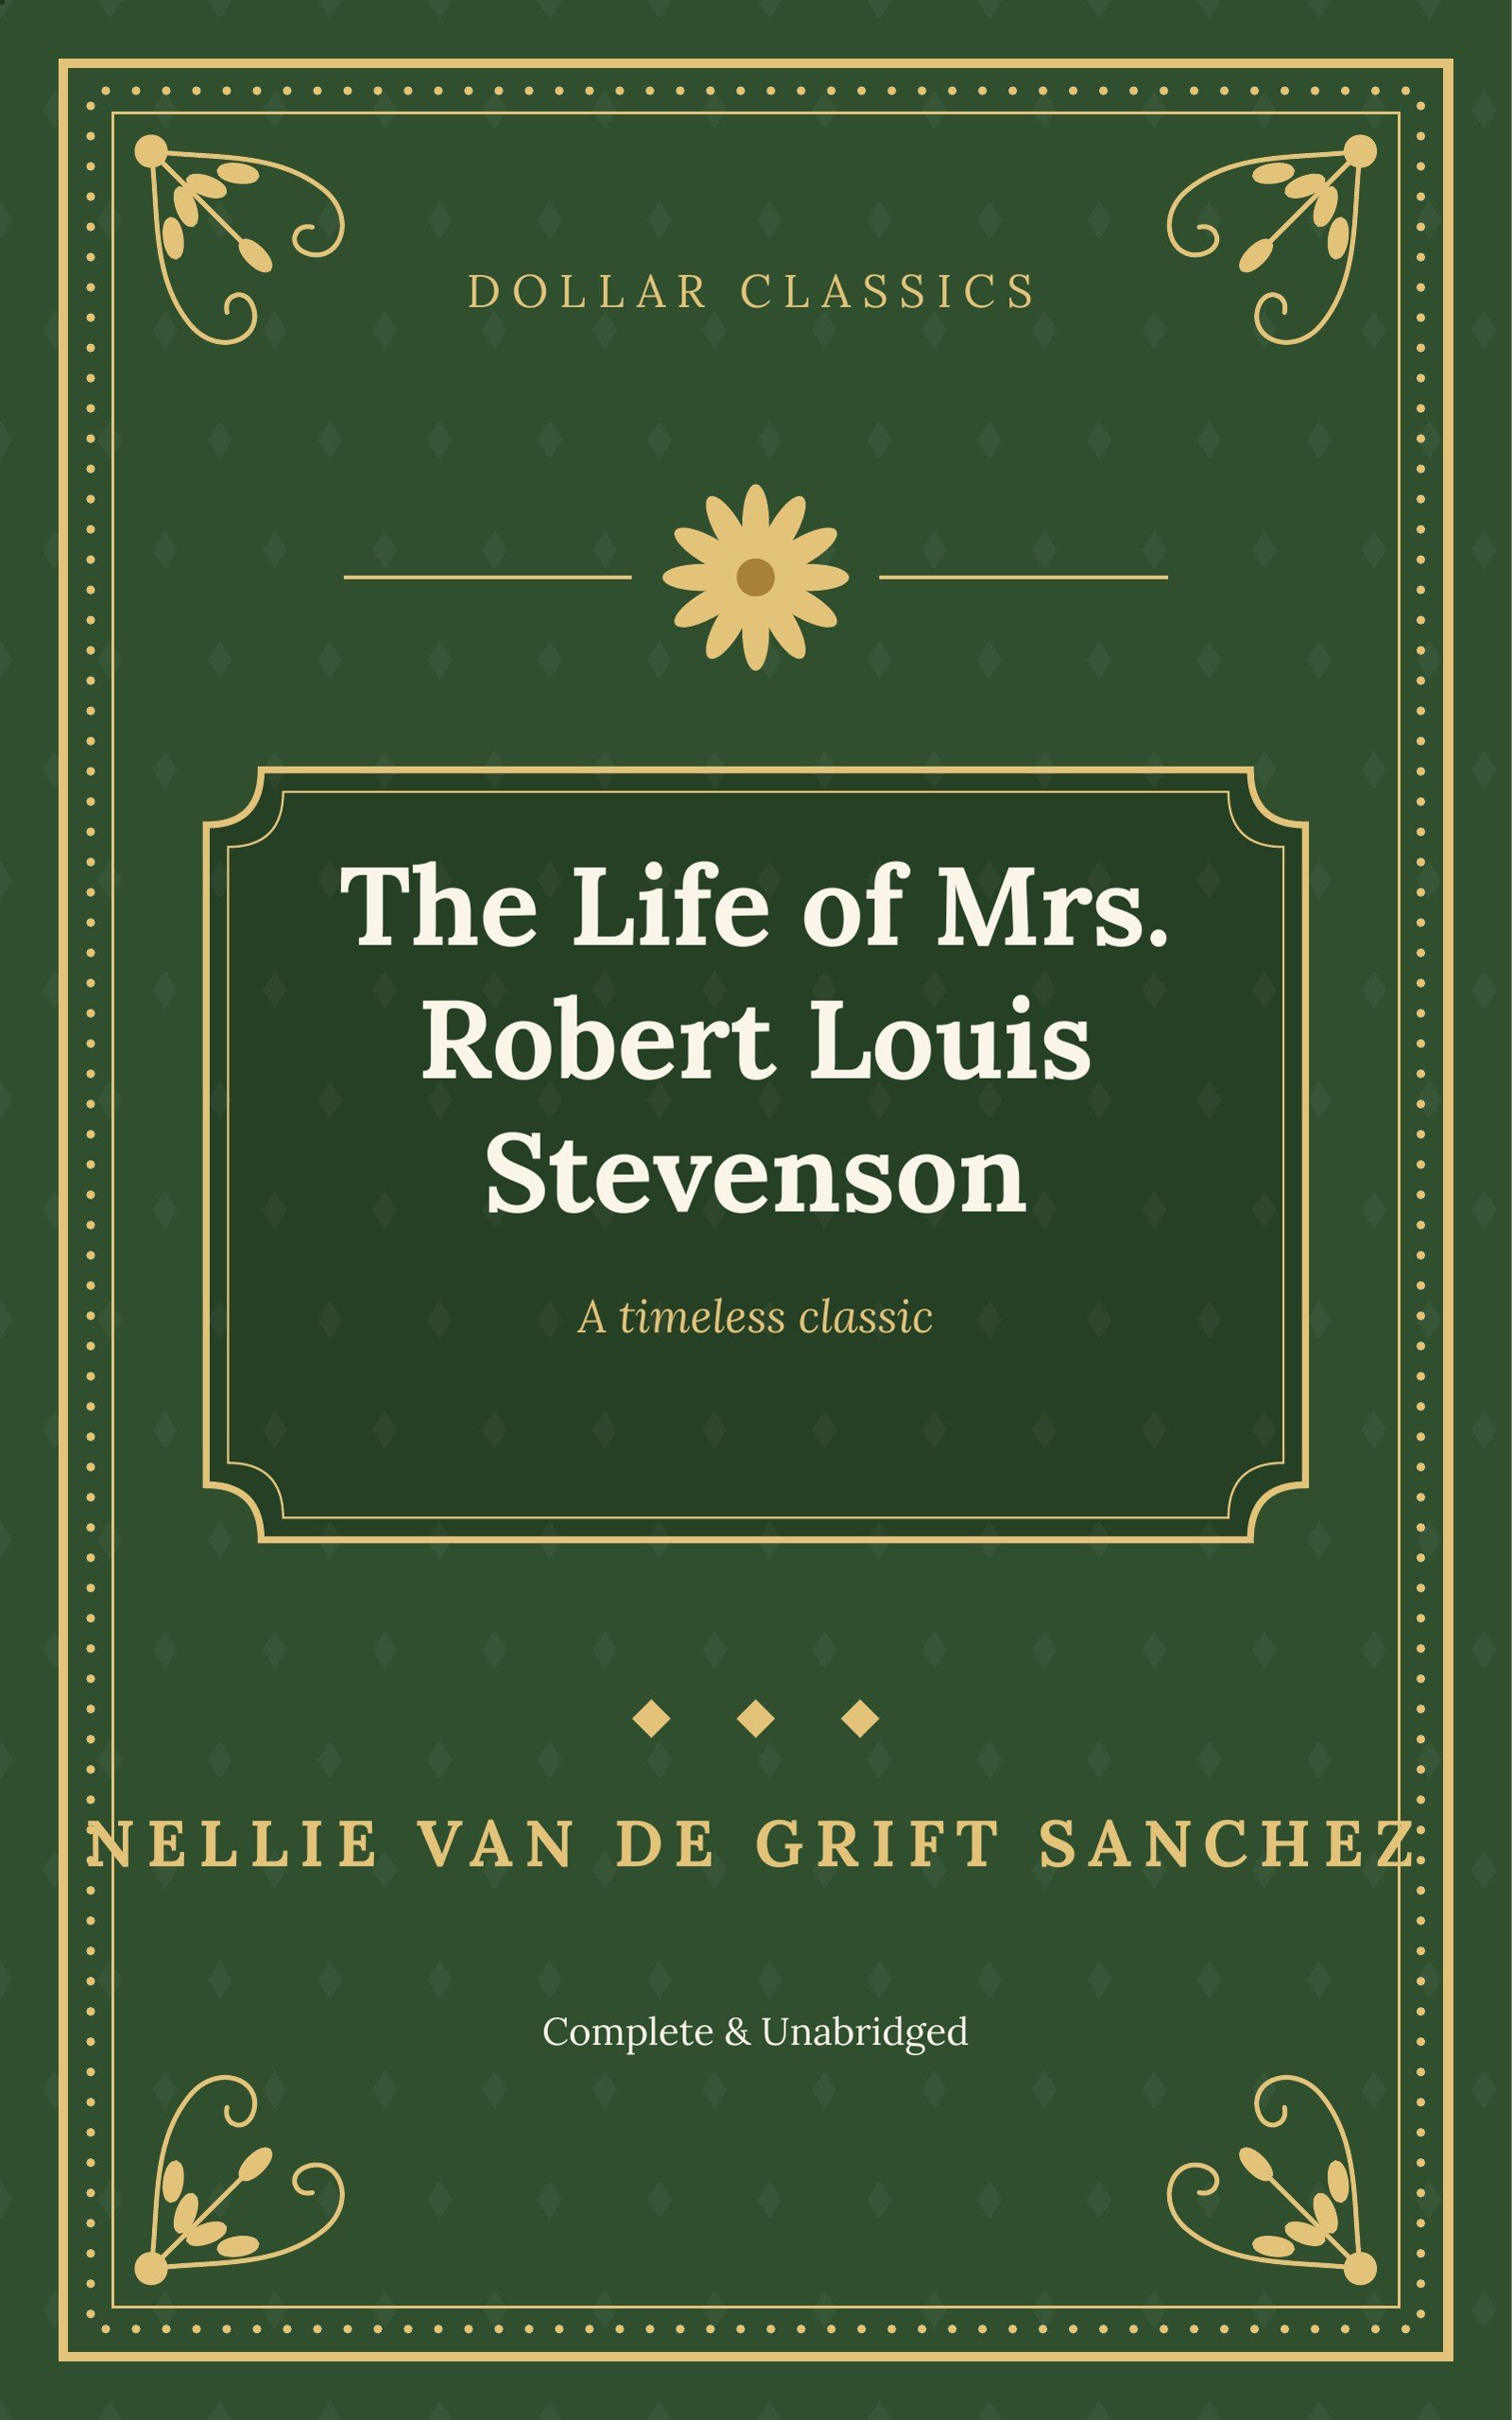 DOLLAR CLASSICS
The Life of Mrs.
Robert Louis
Stevenson
A timeless classic
NELLIE VAN DE GRIFT SANCHEZ
Complete & Unabridged